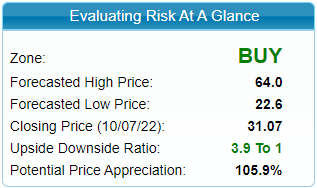 Evaluating Risk At A Glance
Zone: BUY
Forecasted High Price: 64.0
Forecasted Low Price: 22.6
Closing Price (10/07/22): 31.07
Upside Downside Ratio: 3.9 To 1
Potential Price Appreciation: 105.9%